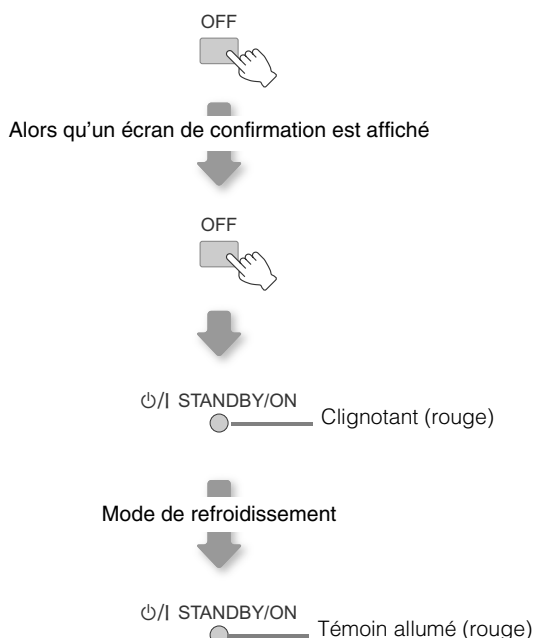 OFF
Alors qu'un écran de confirmation est affiché
OFF
⏻/I STANDBY/ON
Clignotant (rouge)
Mode de refroidissement
⏻/I STANDBY/ON
Témoin allumé (rouge)